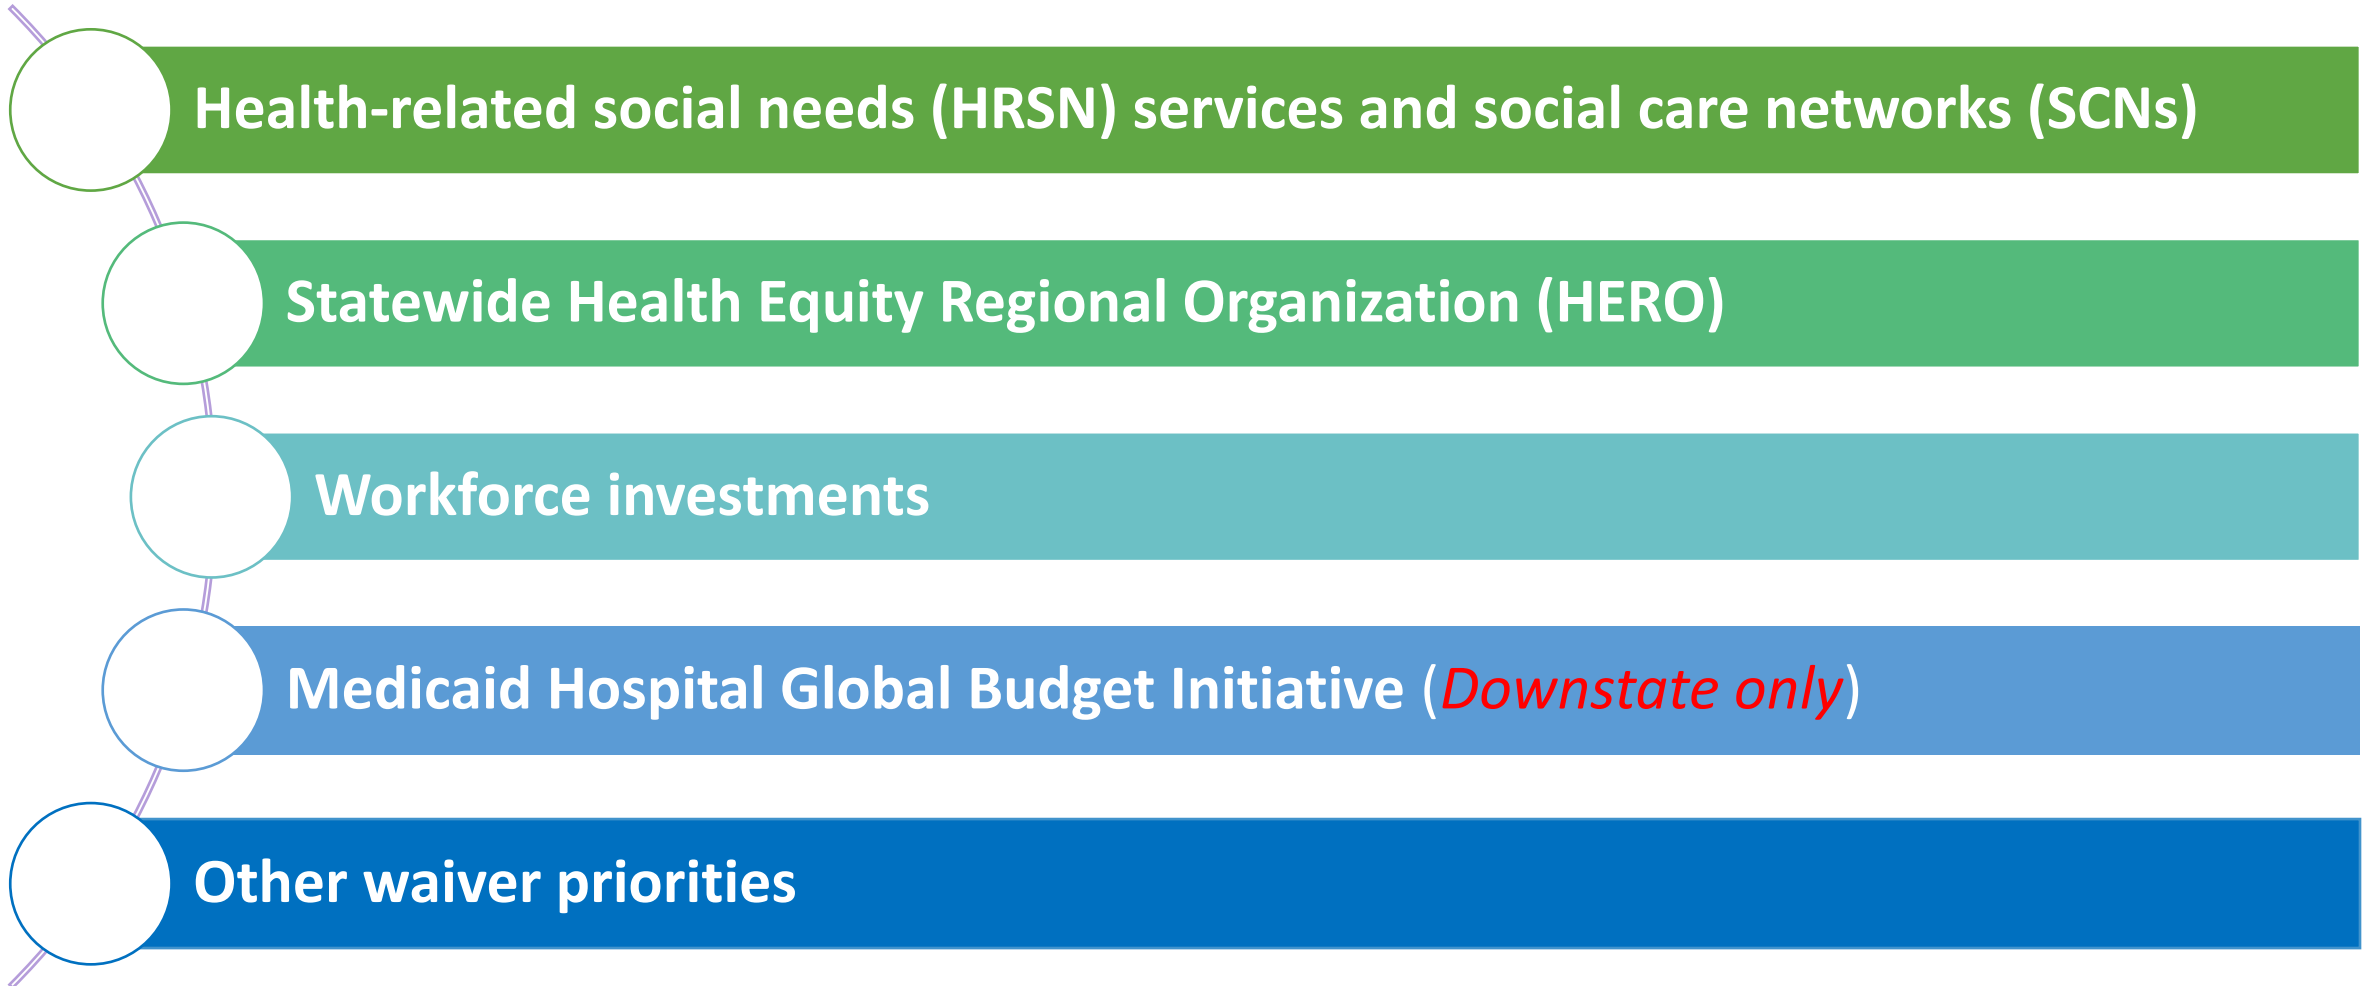 Health-related social needs (HRSN) services and social care networks (SCNs)
Statewide Health Equity Regional Organization (HERO)
Workforce investments
Medicaid Hospital Global Budget Initiative (Downstate only)
Other waiver priorities